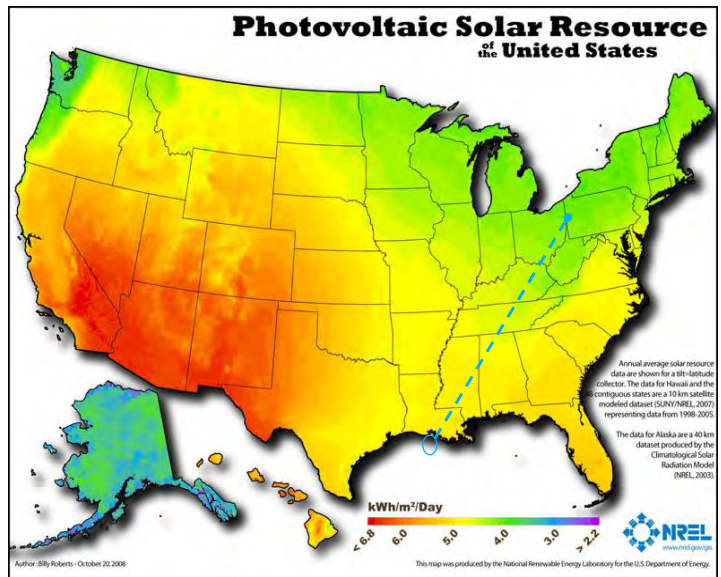 Photovoltaic Solar Resource
of the United States
Annual average solar resource
data are shown for a tilt=latitude
collector. The data for Hawaii and the
48 contiguous states are a 10 km satellite
modeled dataset (SUNY/NREL, 2007)
representing data from 1998-2005.
The data for Alaska are a 40 km
dataset produced by the
Climatological Solar
Radiation Model
(NREL, 2003).
kWh/m²/Day
< 6.8 6.0 5.0 4.0 3.0 > 2.2
NREL
www.nrel.gov/gis
Author : Billy Roberts - October 20, 2008
This map was produced by the National Renewable Energy Laboratory for the U.S. Department of Energy.